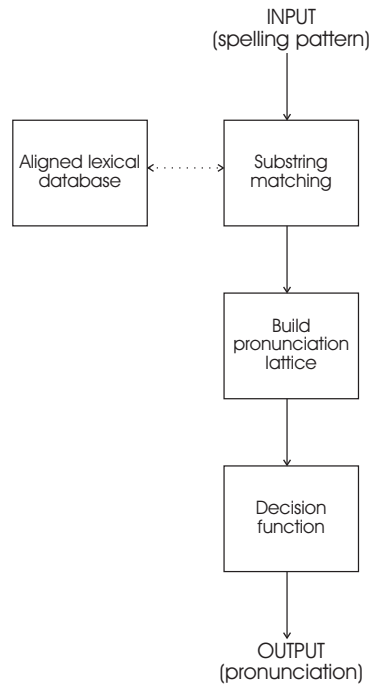 INPUT
(spelling pattern)
Aligned lexical
database
Substring
matching
Build
pronunciation
lattice
Decision
function
OUTPUT
(pronunciation)